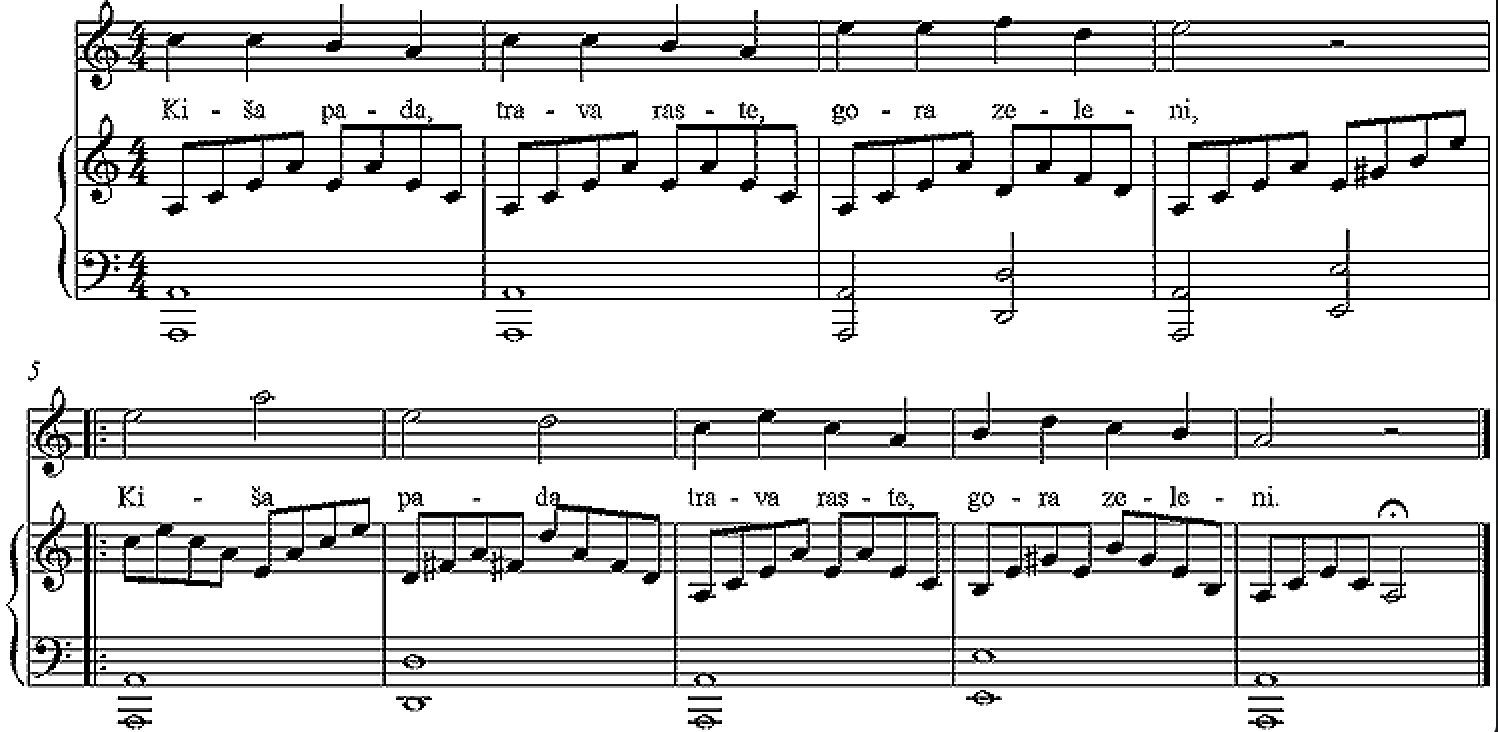 Ki - ša pa - da, tra - va ras - te, go - ra ze - le - ni,
5
Ki - ša pa - da tra - va ras - te, go - ra ze - le - ni.